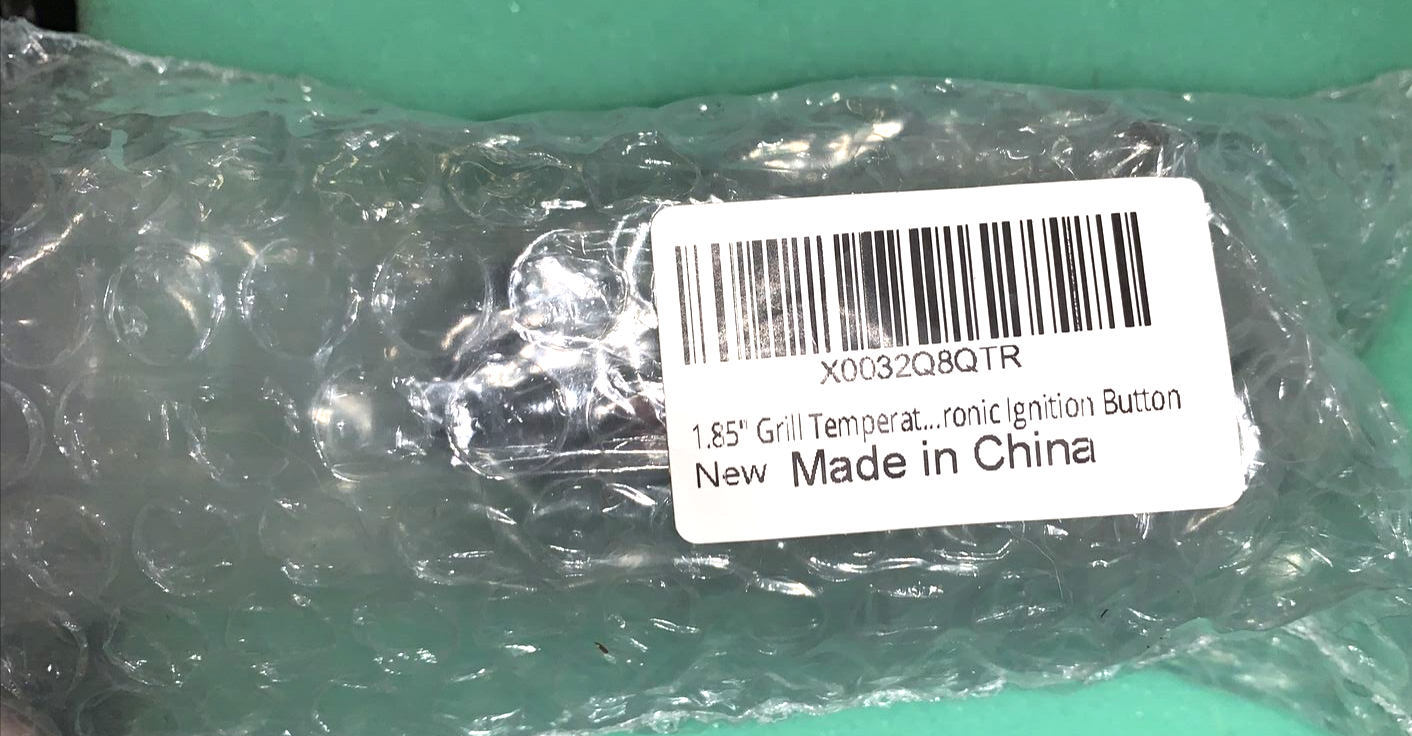 X0032Q8QTR
1.85" Grill Temperat...ronic Ignition Button
New Made in China